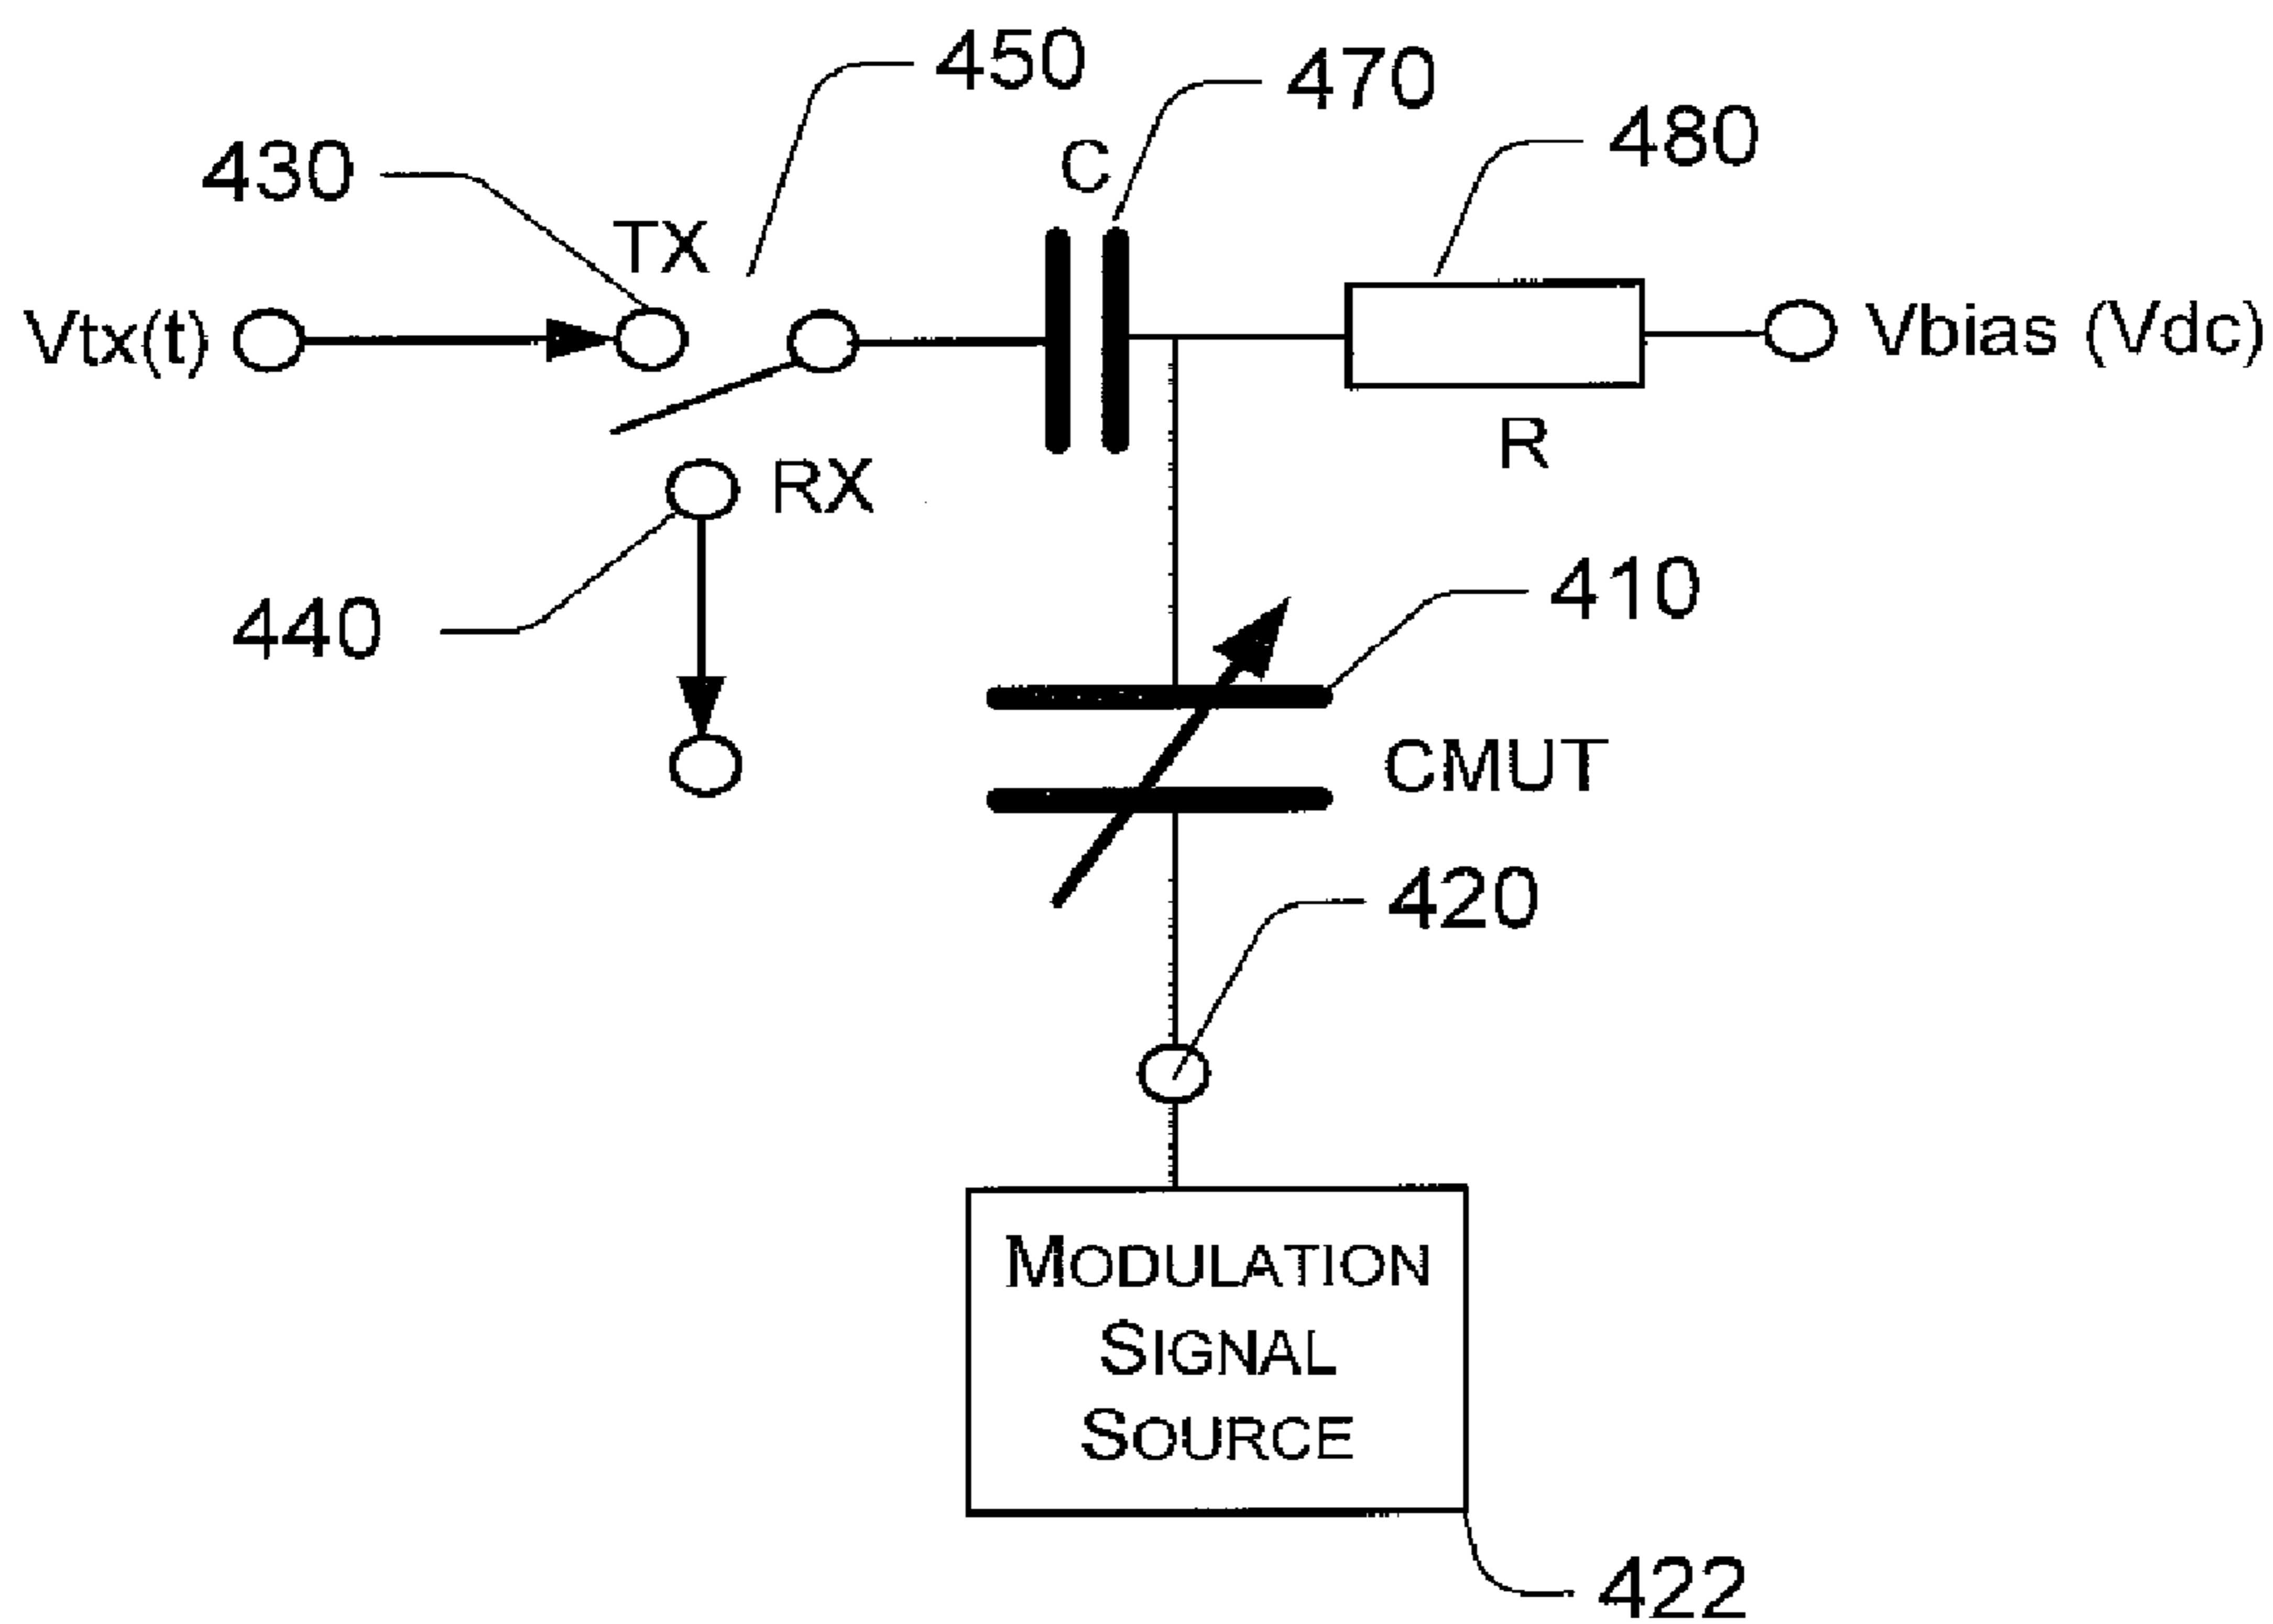 450
470
C
480
430
TX
Vtx(t)
Vbias (Vdc)
R
RX
440
410
CMUT
420
MODULATION
SIGNAL
SOURCE
422